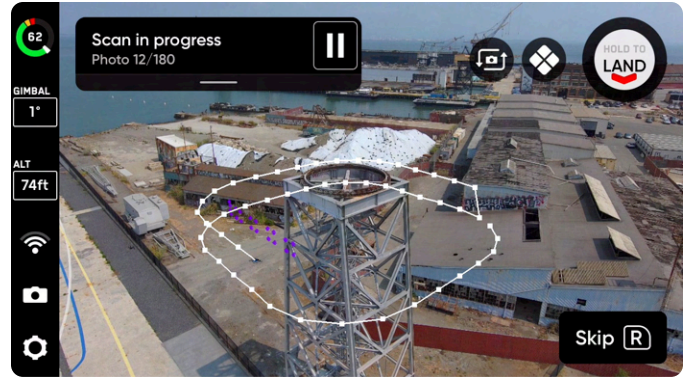 62
Scan in progress
Photo 12/180
HOLD TO
LAND
GIMBAL
1°
ALT
74ft
Skip R